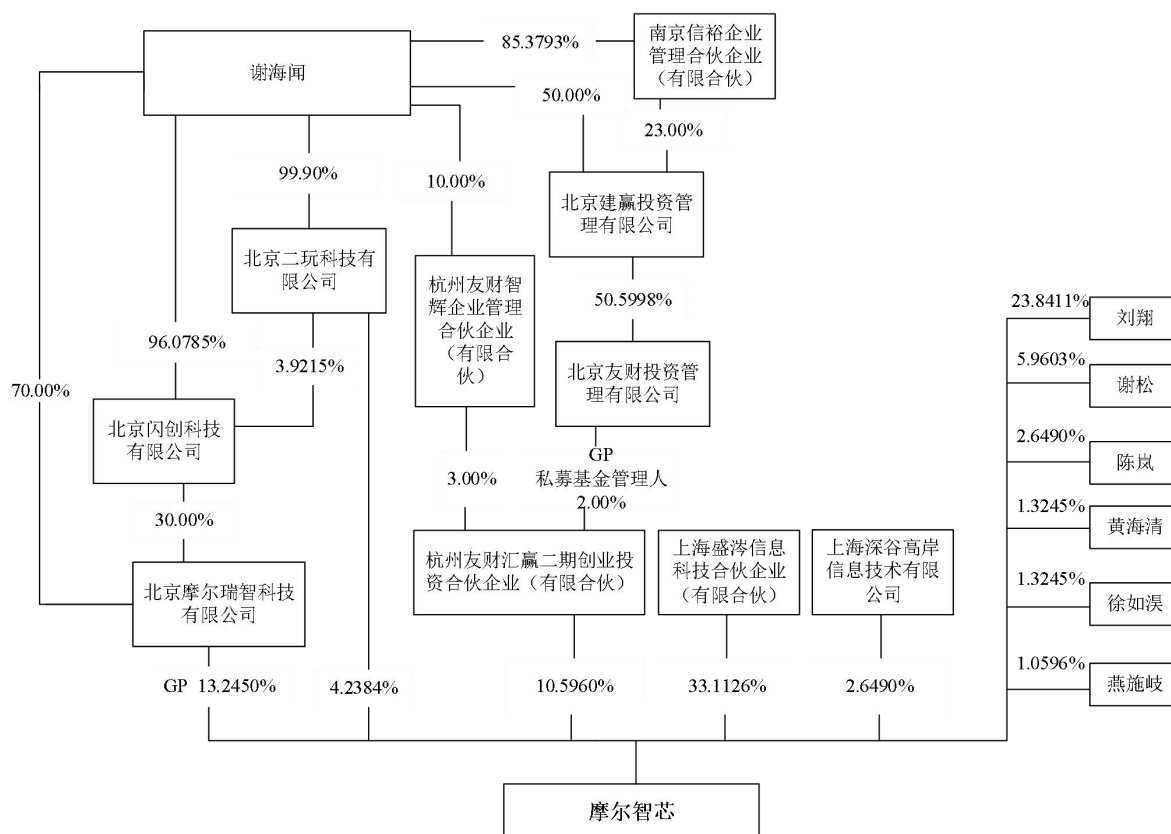 85.3793%
南京信裕企业
管理合伙企业
（有限合伙）
谢海闻
50.00%
23.00%
99.90%
10.00%
北京建赢投资管
理有限公司
北京二玩科技有
限公司
杭州友财智
辉企业管理
合伙企业
（有限合
伙）
50.5998%
23.8411%
刘翔
96.0785%
3.9215%
北京友财投资管
理有限公司
5.9603%
谢松
70.00%
北京闪创科技
有限公司
GP
私募基金管理人
2.00%
3.00%
2.6490%
陈岚
30.00%
1.3245%
黄海清
北京摩尔瑞智科技
有限公司
杭州友财汇赢二期创业投
资合伙企业（有限合伙）
上海盛涔信息
科技合伙企业
（有限合伙）
上海深谷高岸
信息技术有限
公司
1.3245%
徐如淏
GP 13.2450%
4.2384%
10.5960%
33.1126%
2.6490%
1.0596%
燕施岐
摩尔智芯